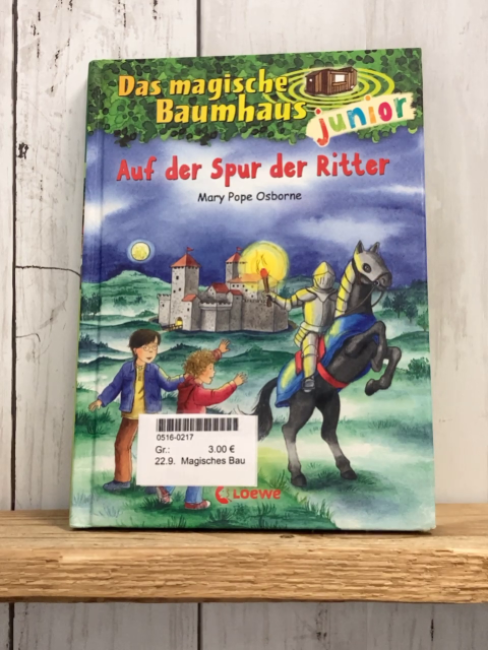 Das magische
Baumhaus
junior
Auf der Spur der Ritter
Mary Pope Osborne
0516-0217
Gr.: 3.00 €
22.9. Magisches Bau
Loewe